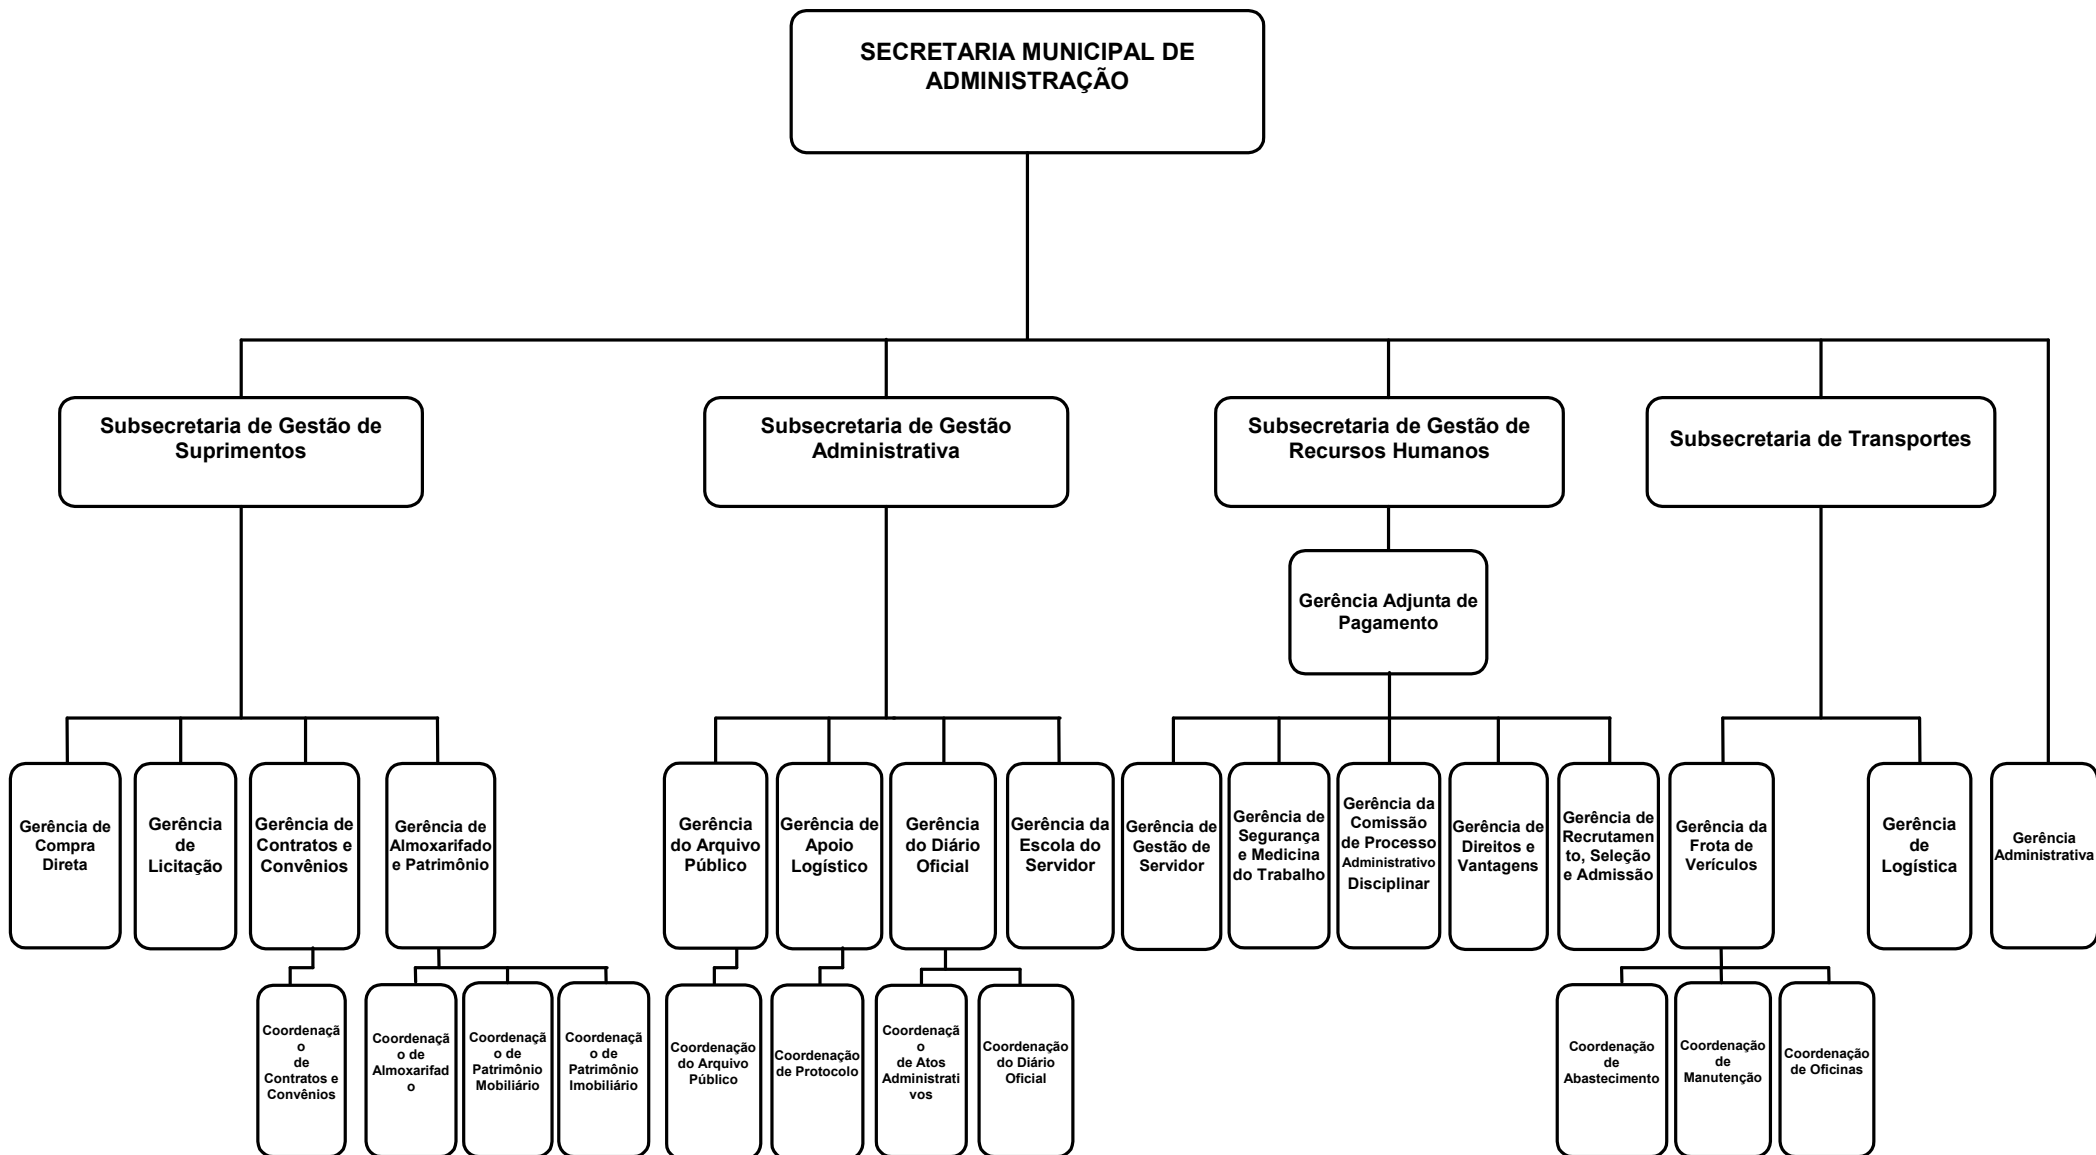 SECRETARIA MUNICIPAL DE
ADMINISTRAÇÃO
Subsecretaria de Gestão de
Suprimentos
Subsecretaria de Gestão
Administrativa
Subsecretaria de Gestão de
Recursos Humanos
Subsecretaria de Transportes
Gerência Adjunta de
Pagamento
Gerência de
Compra
Direta
Gerência
de
Licitação
Gerência de
Contratos e
Convênios
Gerência de
Almoxarifado
e Patrimônio
Gerência
do Arquivo
Público
Gerência de
Apoio
Logístico
Gerência
do Diário
Oficial
Gerência da
Escola do
Servidor
Gerência de
Gestão de
Servidor
Gerência de
Segurança
e Medicina
do Trabalho
Gerência da
Comissão
de Processo
Administrativo
Disciplinar
Gerência de
Direitos e
Vantagens
Gerência de
Recrutamen
to, Seleção
e Admissão
Gerência da
Frota de
Verículos
Gerência
de
Logística
Gerência
Administrativa
Coordenaçã
o
de
Contratos e
Convênios
Coordenaçã
o de
Almoxarifad
o
Coordenaçã
o de
Patrimônio
Mobiliário
Coordenaçã
o de
Patrimônio
Imobiliário
Coordenação
do Arquivo
Público
Coordenação
de Protocolo
Coordenaçã
o
de Atos
Administrati
vos
Coordenação
do Diário
Oficial
Coordenação
de
Abastecimento
Coordenação
de
Manutenção
Coordenação
de Oficinas